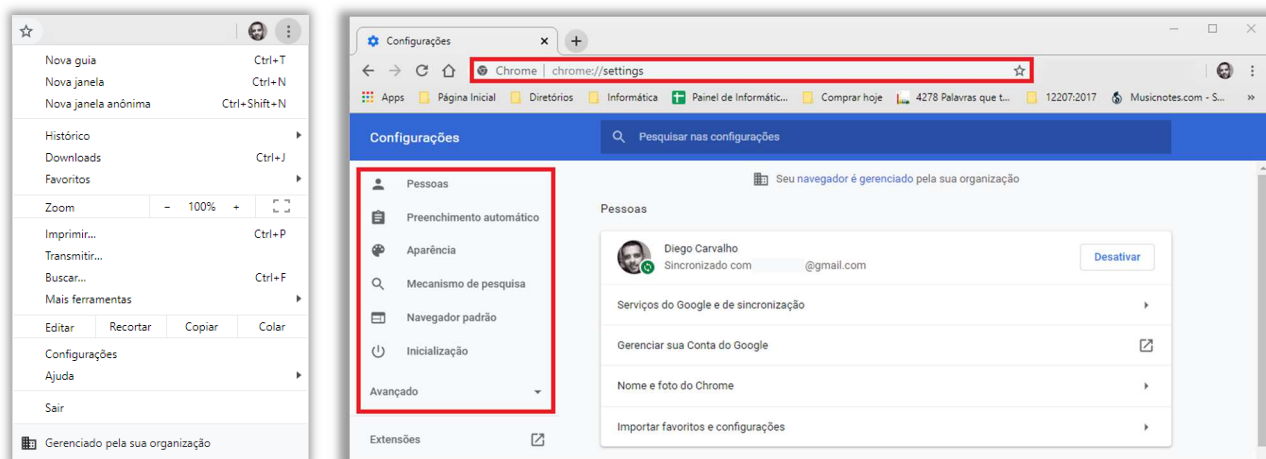 Nova guia Ctrl+T
Nova janela Ctrl+N
Nova janela anônima Ctrl+Shift+N
Histórico
Downloads Ctrl+J
Favoritos
Zoom - 100% +
Imprimir... Ctrl+P
Transmitir...
Buscar... Ctrl+F
Mais ferramentas
Editar Recortar Copiar Colar
Configurações
Ajuda
Sair
Gerenciado pela sua organização
Configurações
Chrome | chrome://settings
Apps Página Inicial Diretórios Informática Painel de Informátic... Comprar hoje 4278 Palavras que t... 12207:2017 Musicnotes.com - S... »
Configurações Pesquisar nas configurações
Pessoas
Preenchimento automático
Aparência
Mecanismo de pesquisa
Navegador padrão
Inicialização
Avançado
Extensões
Seu navegador é gerenciado pela sua organização
Pessoas
Diego Carvalho
Sincronizado com @gmail.com
Desativar
Serviços do Google e de sincronização
Gerenciar sua Conta do Google
Nome e foto do Chrome
Importar favoritos e configurações